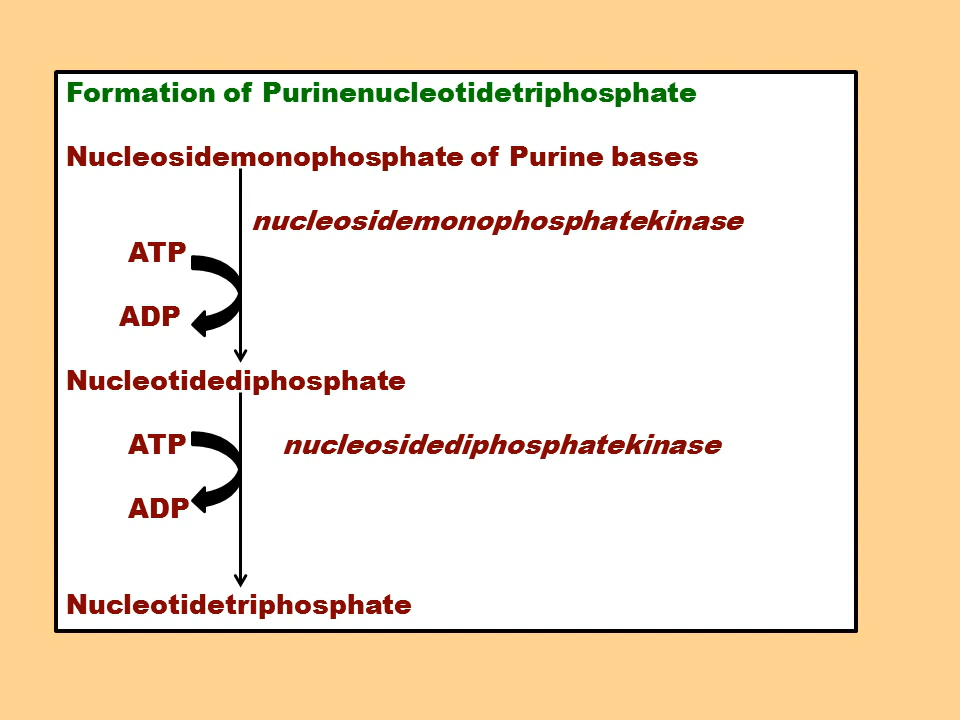 Formation of Purinenucleotidetriphosphate
Nucleosidemonophosphate of Purine bases
nucleosidemonophosphatekinase
ATP
ADP
Nucleotidediphosphate
ATP nucleosidediphosphatekinase
ADP
Nucleotidetriphosphate